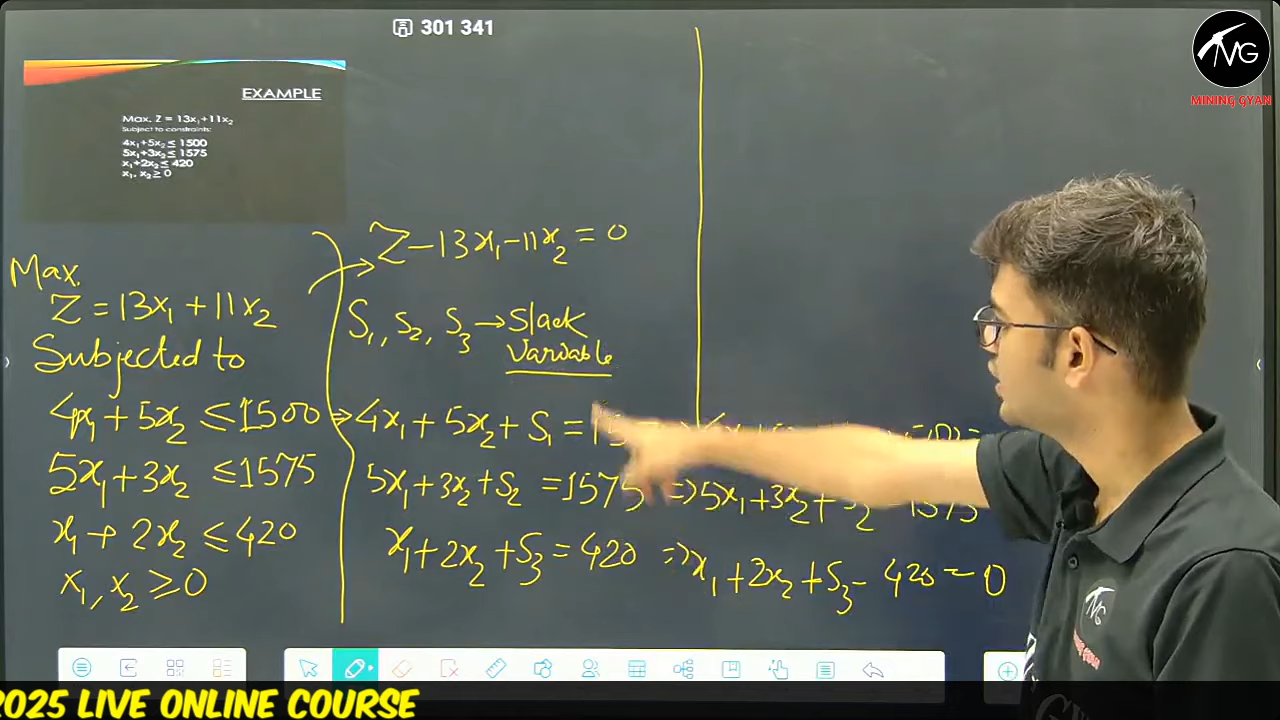 301 341
MG
MINING GYAN
EXAMPLE
Max. Z = 13x₁+11x₂
Subject to constraints:
4x₁+5x₂ ≤ 1500
5x₁+3x₂ ≤ 1575
x₁+2x₂ ≤ 420
x₁, x₂ ≥ 0
Max.
Z = 13x₁ + 11x₂
Subjected to
4x₁ + 5x₂ ≤ 1500
5x₁ + 3x₂ ≤ 1575
x₁ + 2x₂ ≤ 420
x₁, x₂ ≥ 0
→ Z - 13x₁ - 11x₂ = 0
S₁, S₂, S₃ → Slack
Variable
→ 4x₁ + 5x₂ + S₁ =
5x₁ + 3x₂ + S₂ = 1575 ⇒ 5x₁ + 3x₂ +
x₁ + 2x₂ + S₃ = 420 ⇒ x₁ + 2x₂ + S₃ - 420 = 0
2025 LIVE ONLINE COURSE